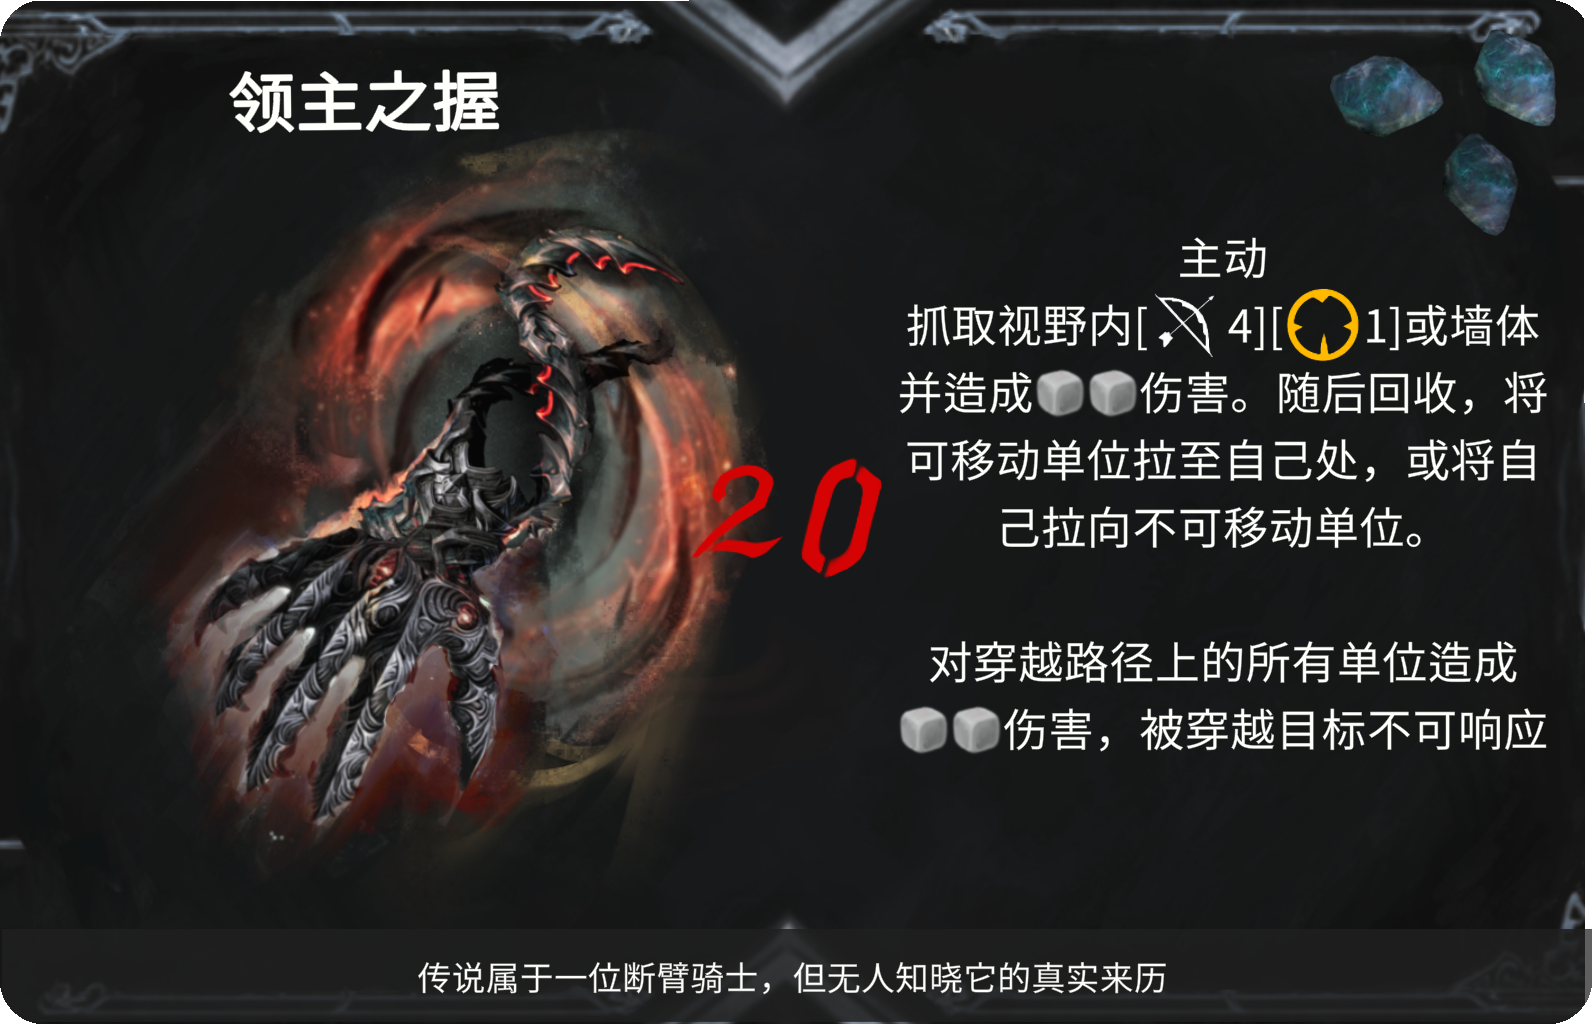 领主之握
主动
抓取视野内[4][1]或墙体
并造成伤害。随后回收，将
可移动单位拉至自己处，或将自
己拉向不可移动单位。
20
对穿越路径上的所有单位造成
伤害，被穿越目标不可响应
传说属于一位断臂骑士，但无人知晓它的真实来历